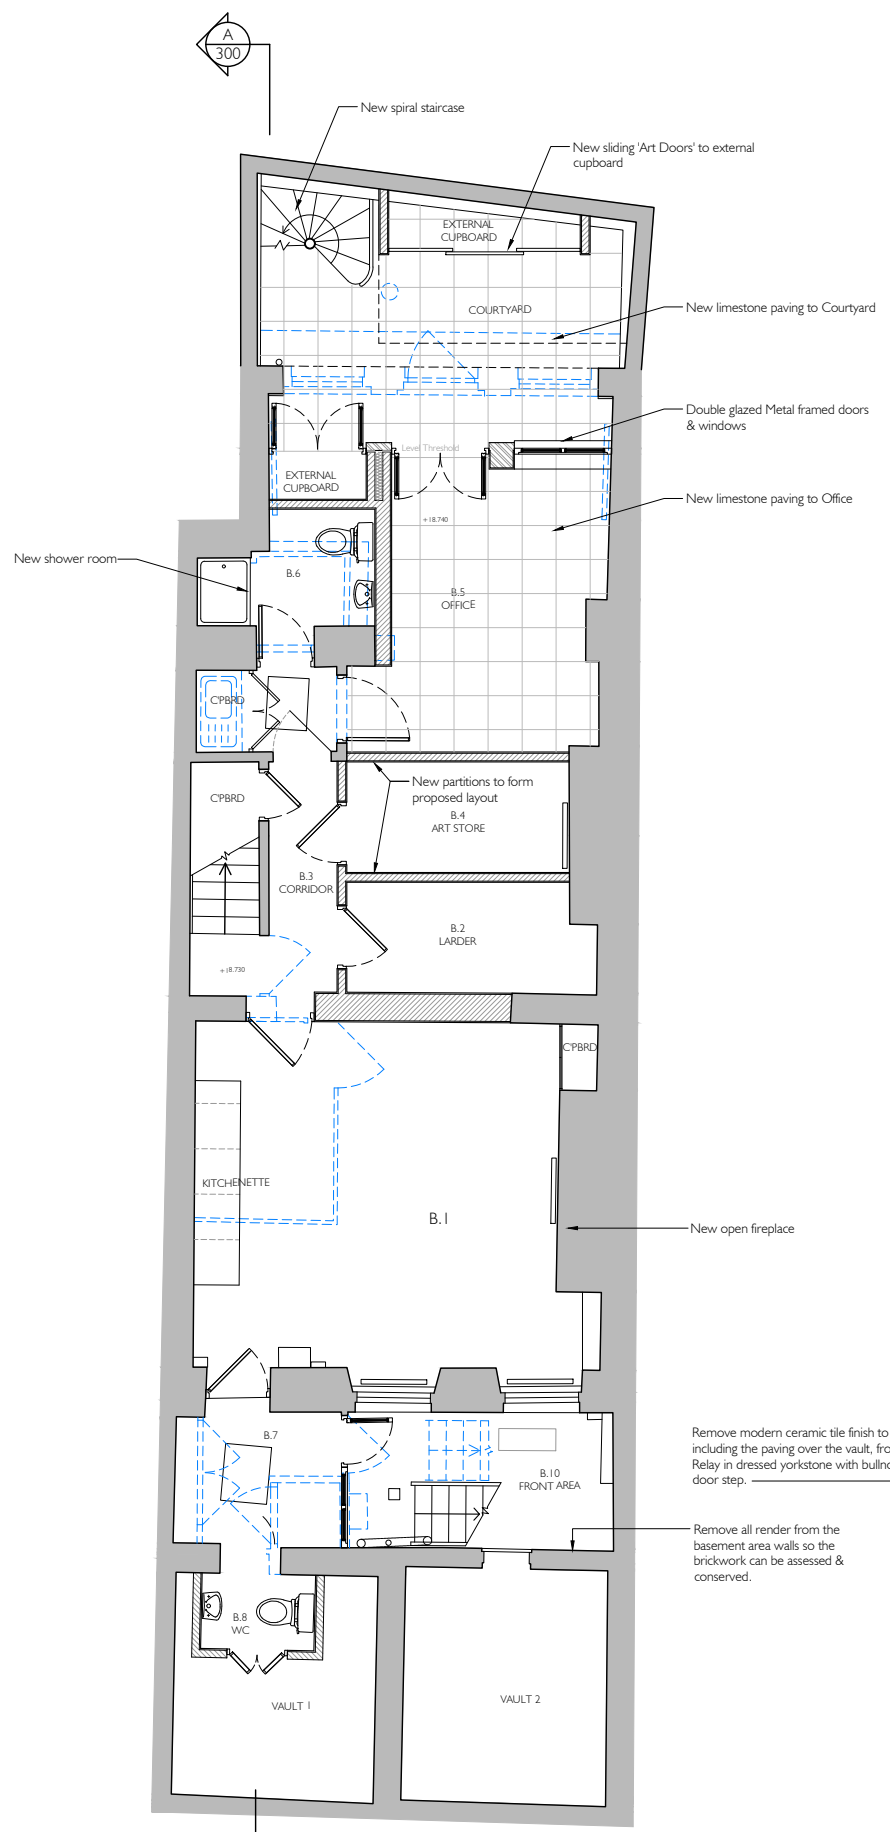 A
300
New spiral staircase
New sliding 'Art Doors' to external
cupboard
EXTERNAL
CUPBOARD
COURTYARD
New limestone paving to Courtyard
Double glazed Metal framed doors
& windows
Level Threshold
EXTERNAL
CUPBOARD
New limestone paving to Office
+18.740
New shower room
B.6
B.5
OFFICE
C'PBRD
New partitions to form
proposed layout
C'PBRD
B.4
ART STORE
B.3
CORRIDOR
B.2
LARDER
+18.730
C'PBRD
KITCHENETTE
B.1
New open fireplace
B.7
B.10
FRONT AREA
Remove modern ceramic tile finish to
including the paving over the vault, fro
Relay in dressed yorkstone with bullno
door step.
Remove all render from the
basement area walls so the
brickwork can be assessed &
conserved.
B.8
WC
VAULT 1
VAULT 2